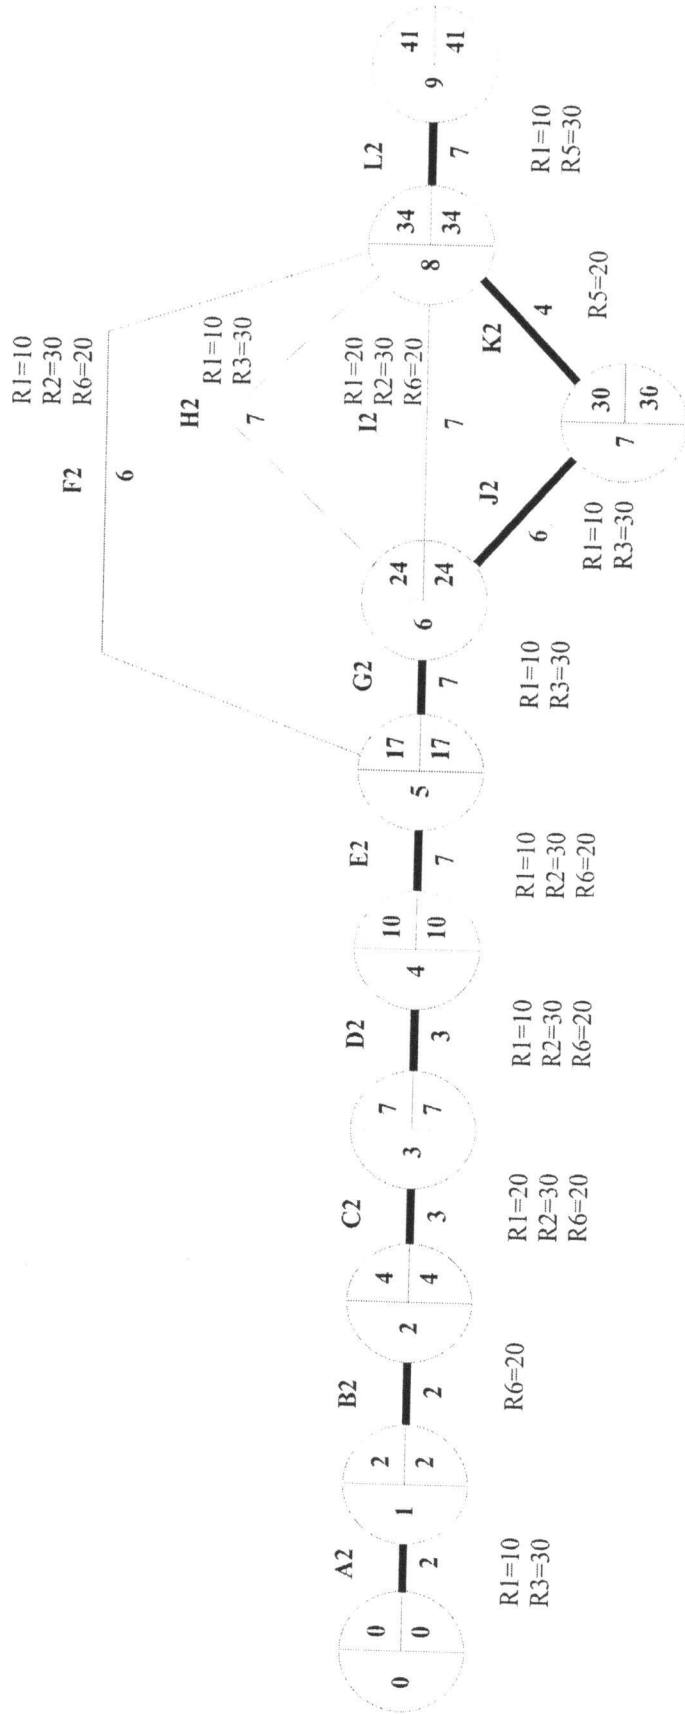 A2
0
0
0
2
R1=10
R3=30
B2
2
1
2
2
R6=20
C2
4
2
4
3
R1=20
R2=30
R6=20
D2
7
3
7
3
R1=10
R2=30
R6=20
E2
10
4
10
7
R1=10
R2=30
R6=20
F2
6
R1=10
R2=30
R6=20
G2
17
5
17
7
R1=10
R3=30
H2
7
R1=10
R3=30
I2
7
R1=20
R2=30
R6=20
24
6
24
J2
6
R1=10
R3=30
30
7
30
K2
4
R5=20
34
8
34
L2
7
R1=10
R5=30
41
9
41